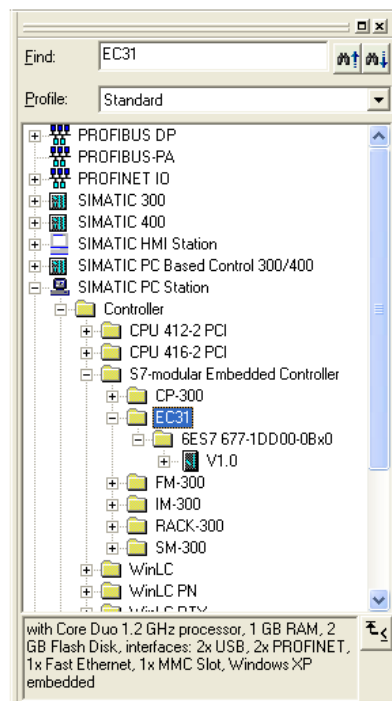 Find: EC31
Profile: Standard
PROFIBUS DP
PROFIBUS-PA
PROFINET IO
SIMATIC 300
SIMATIC 400
SIMATIC HMI Station
SIMATIC PC Based Control 300/400
SIMATIC PC Station
Controller
CPU 412-2 PCI
CPU 416-2 PCI
S7-modular Embedded Controller
CP-300
EC31
6ES7 677-1DD00-0Bx0
V1.0
FM-300
IM-300
RACK-300
SM-300
WinLC
WinLC PN
WinLC RTX
with Core Duo 1.2 GHz processor, 1 GB RAM, 2
GB Flash Disk, interfaces: 2x USB, 2x PROFINET,
1x Fast Ethernet, 1x MMC Slot, Windows XP
embedded